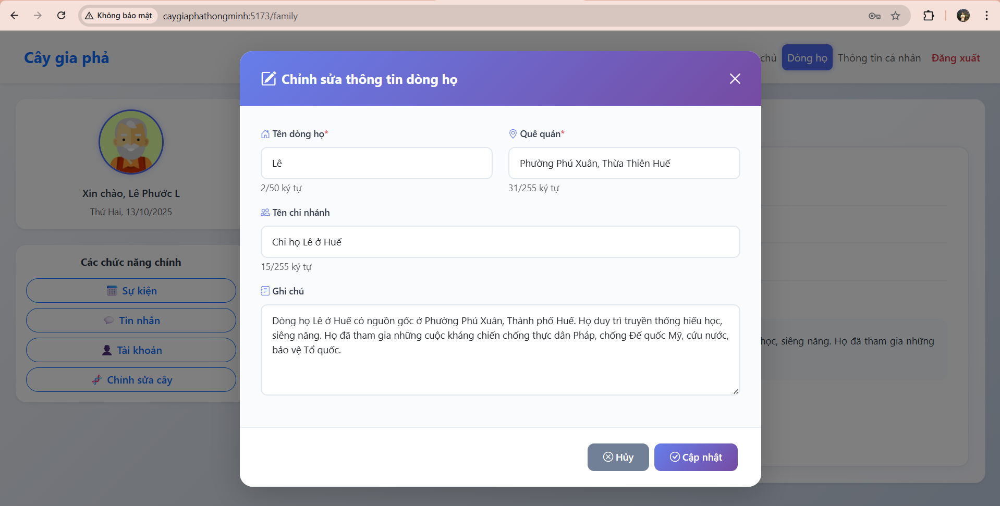 Không bảo mật
caygiaphathongminh:5173/family
Cây gia phả
chủ
Dòng họ
Thông tin cá nhân
Đăng xuất
Chỉnh sửa thông tin dòng họ
Xin chào, Lê Phước L
Thứ Hai, 13/10/2025
Các chức năng chính
Sự kiện
Tin nhắn
Tài khoản
Chỉnh sửa cây
Tên dòng họ*
Lê
2/50 ký tự
Quê quán*
Phường Phú Xuân, Thừa Thiên Huế
31/255 ký tự
Tên chi nhánh
Chi họ Lê ở Huế
15/255 ký tự
Ghi chú
Dòng họ Lê ở Huế có nguồn gốc ở Phường Phú Xuân, Thành phố Huế. Họ duy trì truyền thống hiếu học,
siêng năng. Họ đã tham gia những cuộc kháng chiến chống thực dân Pháp, chống Đế quốc Mỹ, cứu nước,
bảo vệ Tổ quốc.
học, siêng năng. Họ đã tham gia những
Hủy
Cập nhật